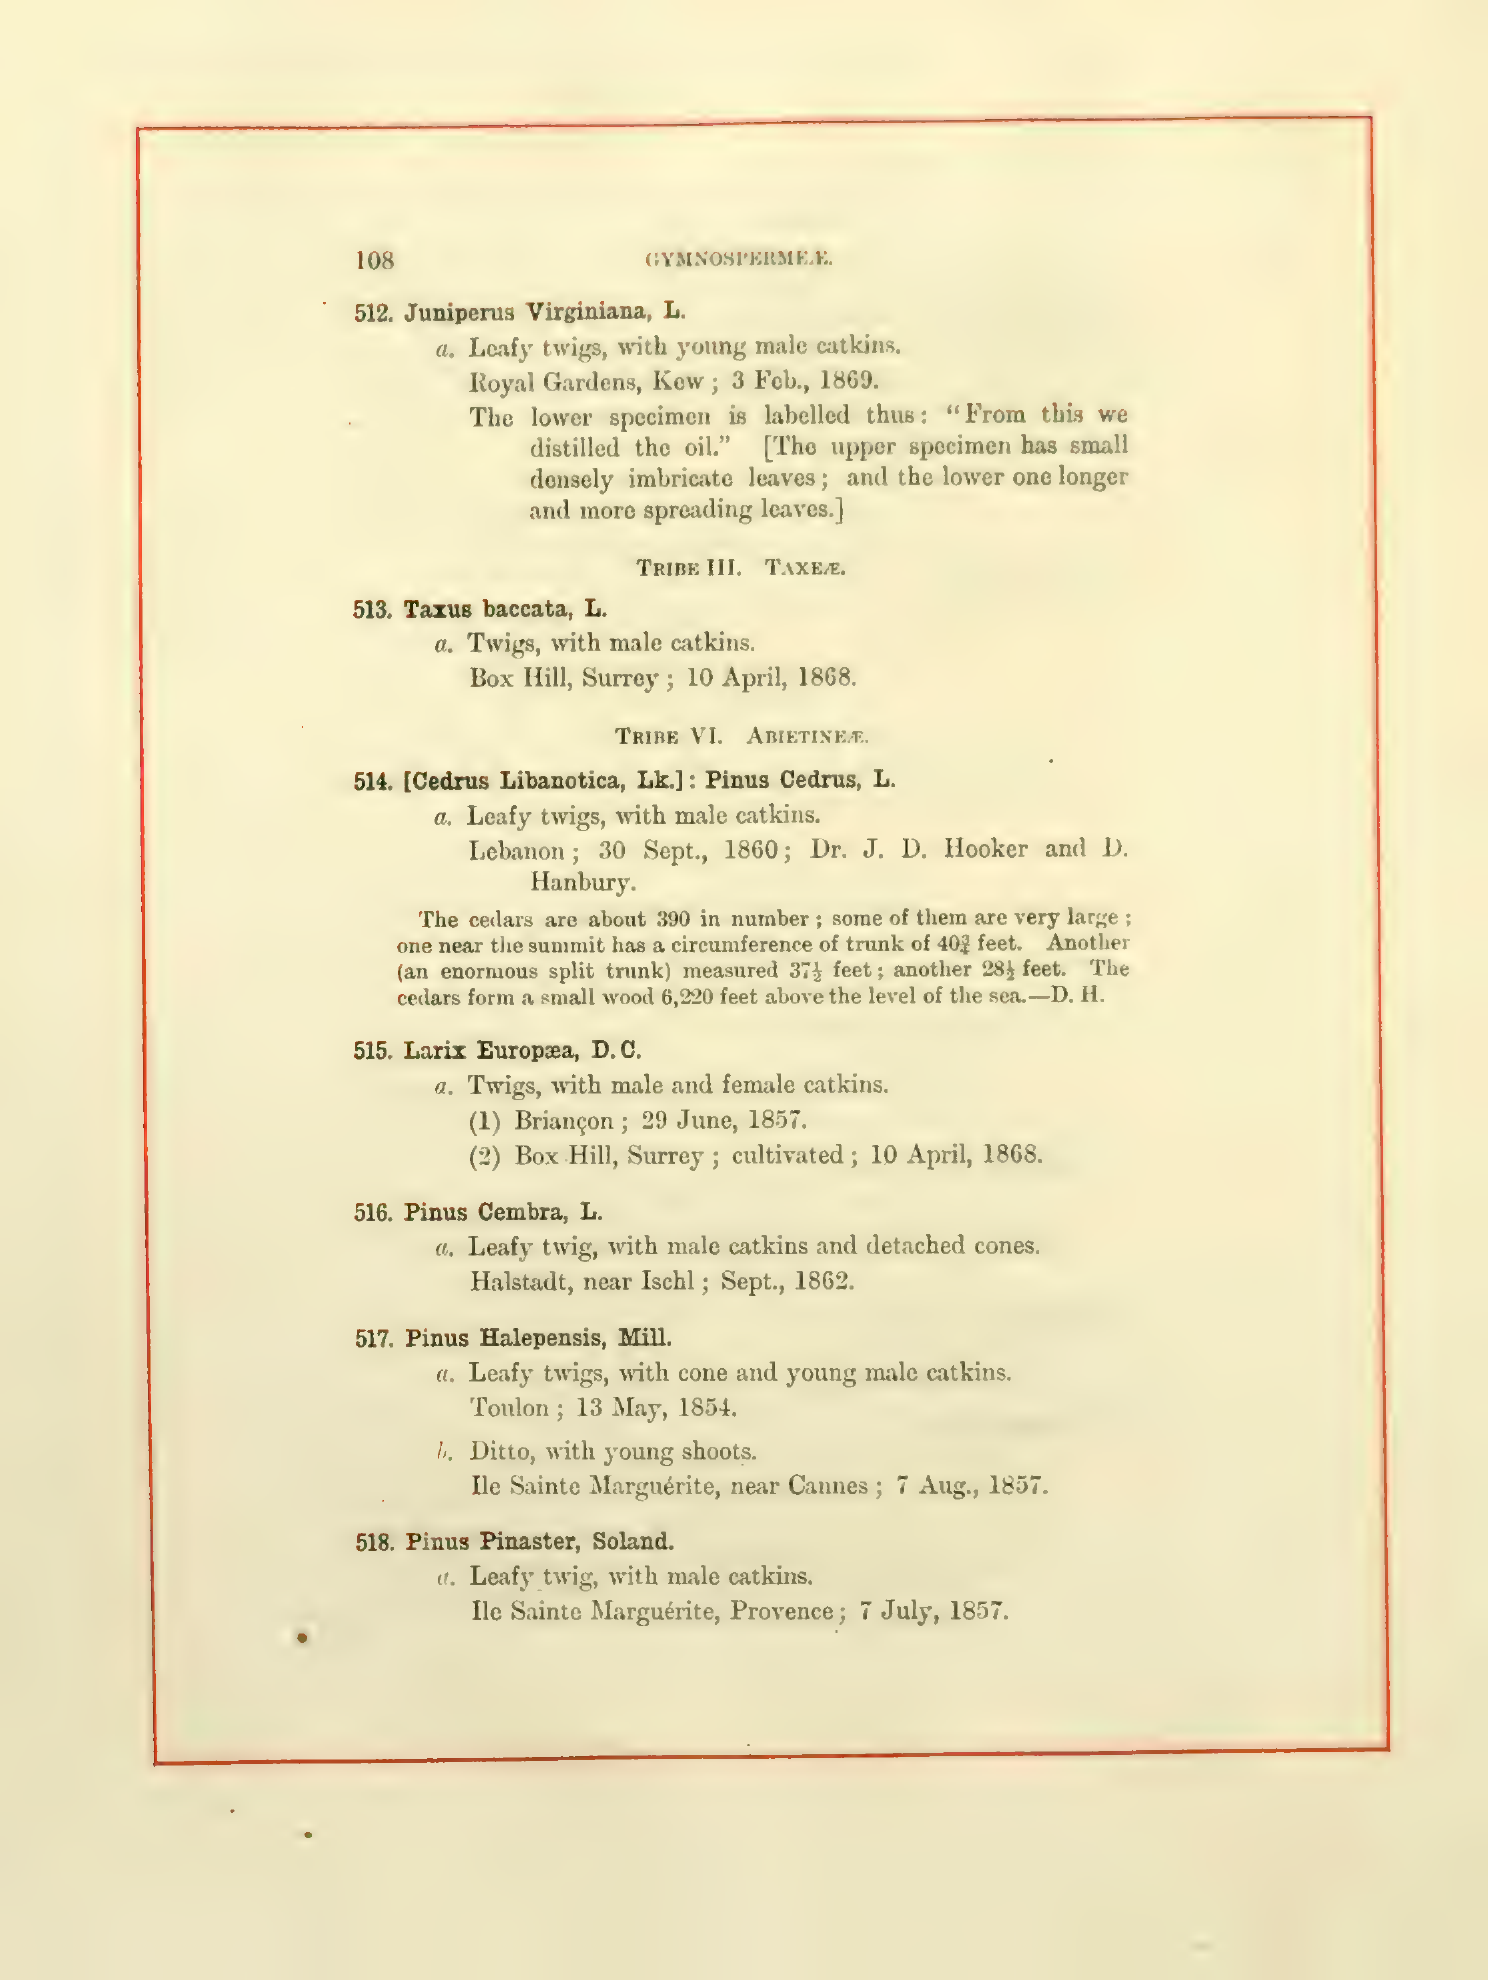 108 GYMNOSPERMEÆ.
512. Juniperus Virginiana, L.
a. Leafy twigs, with young male catkins.
Royal Gardens, Kew ; 3 Feb., 1869.
The lower specimen is labelled thus : “From this we
distilled the oil.” [The upper specimen has small
densely imbricate leaves ; and the lower one longer
and more spreading leaves.]
TRIBE III. TAXEÆ.
513. Taxus baccata, L.
a. Twigs, with male catkins.
Box Hill, Surrey ; 10 April, 1868.
TRIBE VI. ABIETINEÆ.
514. [Cedrus Libanotica, Lk.] : Pinus Cedrus, L.
a. Leafy twigs, with male catkins.
Lebanon ; 30 Sept., 1860 ; Dr. J. D. Hooker and D.
Hanbury.
The cedars are about 390 in number ; some of them are very large ;
one near the summit has a circumference of trunk of 40¾ feet. Another
(an enormous split trunk) measured 37½ feet ; another 28½ feet. The
cedars form a small wood 6,220 feet above the level of the sea.—D. H.
515. Larix Europæa, D. C.
a. Twigs, with male and female catkins.
(1) Briançon ; 29 June, 1857.
(2) Box Hill, Surrey ; cultivated ; 10 April, 1868.
516. Pinus Cembra, L.
a. Leafy twig, with male catkins and detached cones.
Halstadt, near Ischl ; Sept., 1862.
517. Pinus Halepensis, Mill.
a. Leafy twigs, with cone and young male catkins.
Toulon ; 13 May, 1854.
b. Ditto, with young shoots.
Ile Sainte Marguérite, near Cannes ; 7 Aug., 1857.
518. Pinus Pinaster, Soland.
a. Leafy twig, with male catkins.
Ile Sainte Marguérite, Provence ; 7 July, 1857.